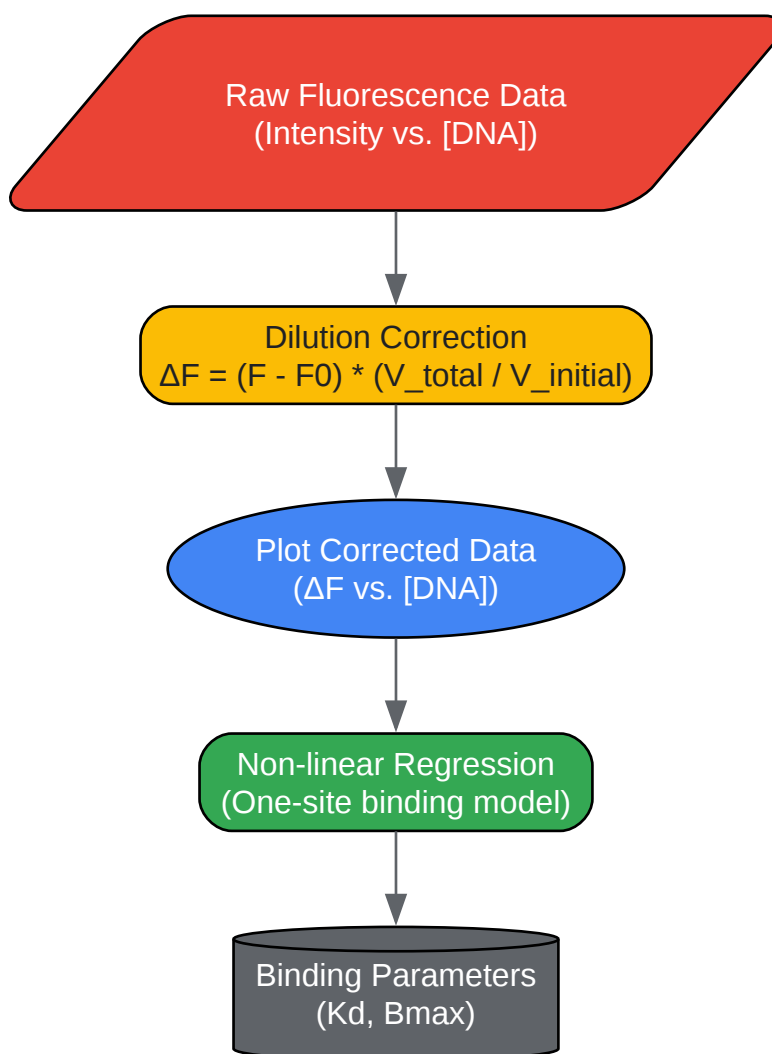 Raw Fluorescence Data
(Intensity vs. [DNA])
Dilution Correction
ΔF = (F - F0) * (V_total / V_initial)
Plot Corrected Data
(ΔF vs. [DNA])
Non-linear Regression
(One-site binding model)
Binding Parameters
(Kd, Bmax)